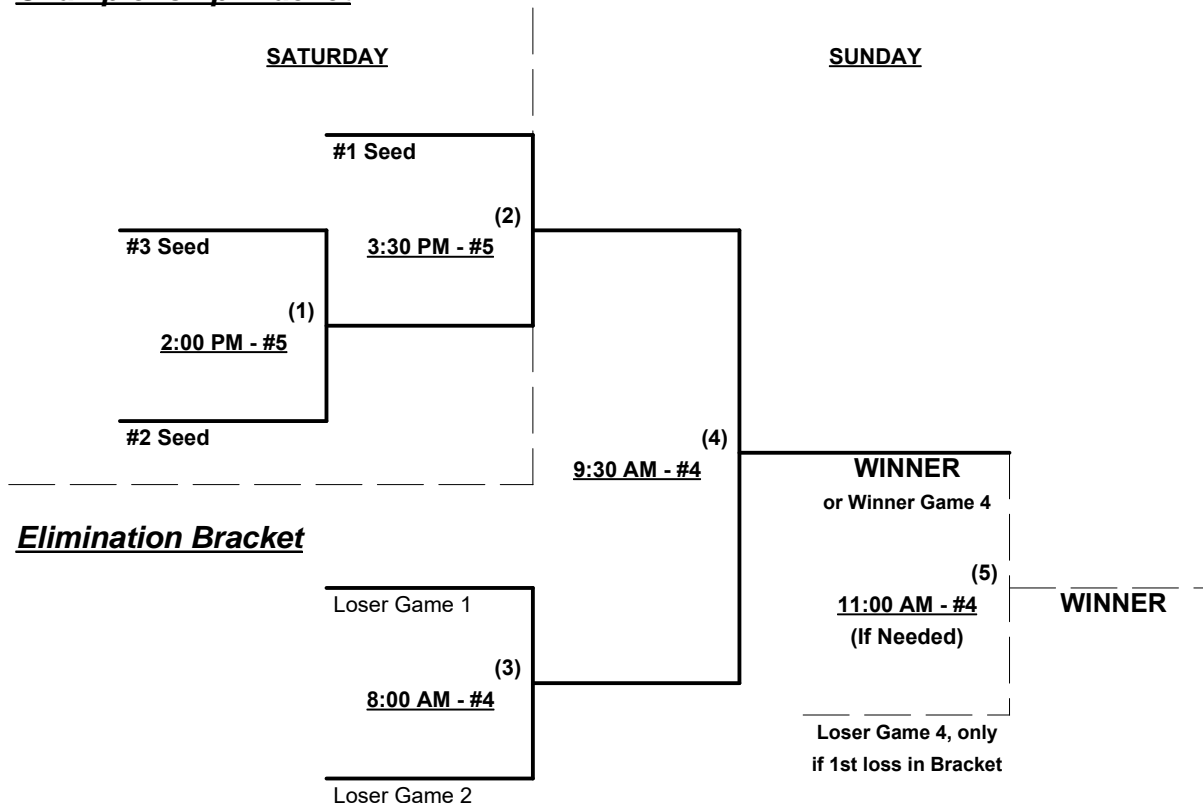 SATURDAY
SUNDAY
#1 Seed
(2)
3:30 PM - #5
#3 Seed
(1)
2:00 PM - #5
#2 Seed
(4)
9:30 AM - #4
WINNER
or Winner Game 4
Elimination Bracket
Loser Game 1
(5)
11:00 AM - #4
(If Needed)
WINNER
(3)
8:00 AM - #4
Loser Game 4, only
if 1st loss in Bracket
Loser Game 2